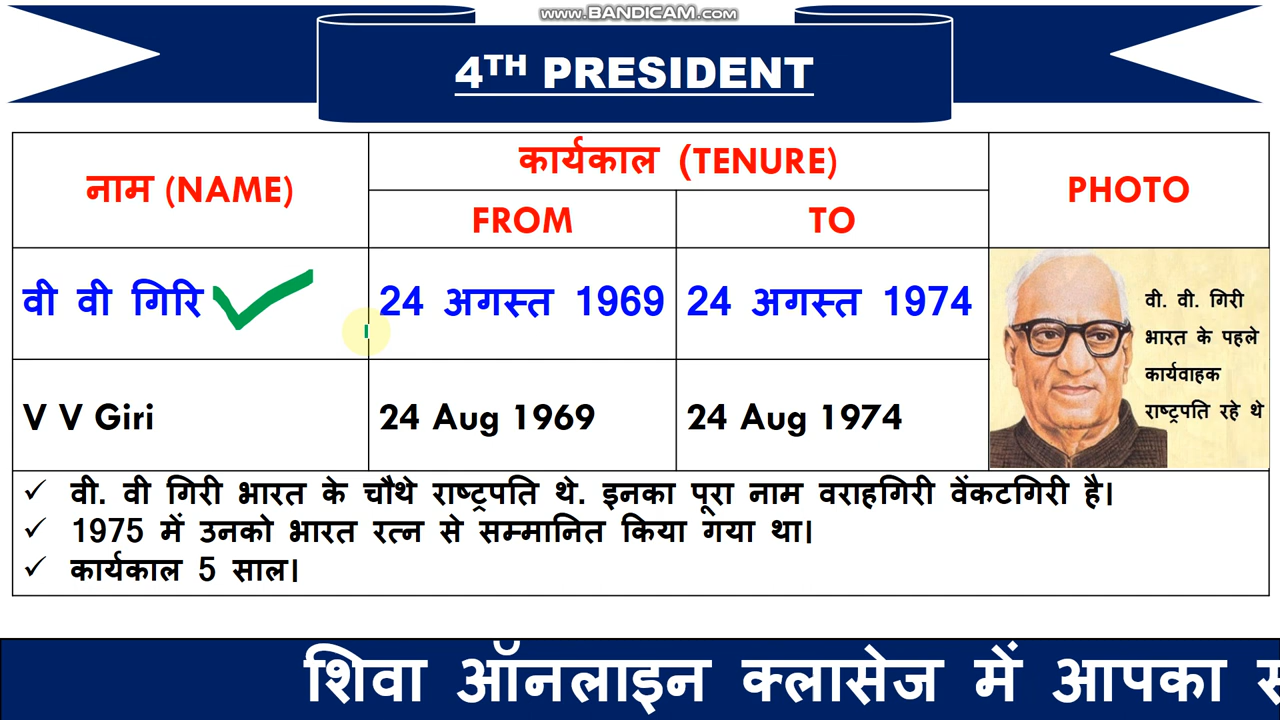 www.BANDICAM.com
4TH PRESIDENT
नाम (NAME)
कार्यकाल (TENURE)
PHOTO
FROM
TO
वी वी गिरि
24 अगस्त 1969
24 अगस्त 1974
वी. वी. गिरी
भारत के पहले
कार्यवाहक
राष्ट्रपति रहे थे
V V Giri
24 Aug 1969
24 Aug 1974
वी. वी गिरी भारत के चौथे राष्ट्रपति थे. इनका पूरा नाम वराहगिरी वेंकटगिरी है।
1975 में उनको भारत रत्न से सम्मानित किया गया था।
कार्यकाल 5 साल।
शिवा ऑनलाइन क्लासेज में आपका